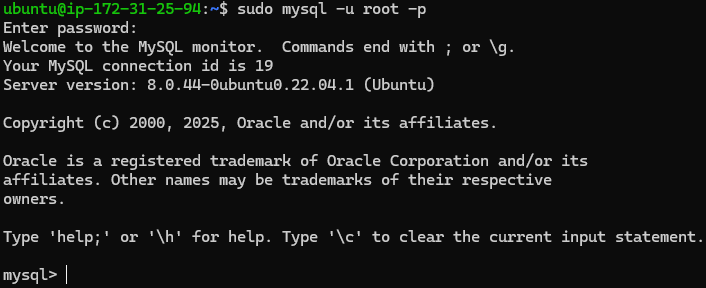 ubuntu@ip-172-31-25-94:~$ sudo mysql -u root -p
Enter password:
Welcome to the MySQL monitor.  Commands end with ; or \g.
Your MySQL connection id is 19
Server version: 8.0.44-0ubuntu0.22.04.1 (Ubuntu)
Copyright (c) 2000, 2025, Oracle and/or its affiliates.
Oracle is a registered trademark of Oracle Corporation and/or its
affiliates. Other names may be trademarks of their respective
owners.
Type 'help;' or '\h' for help. Type '\c' to clear the current input statement.
mysql>